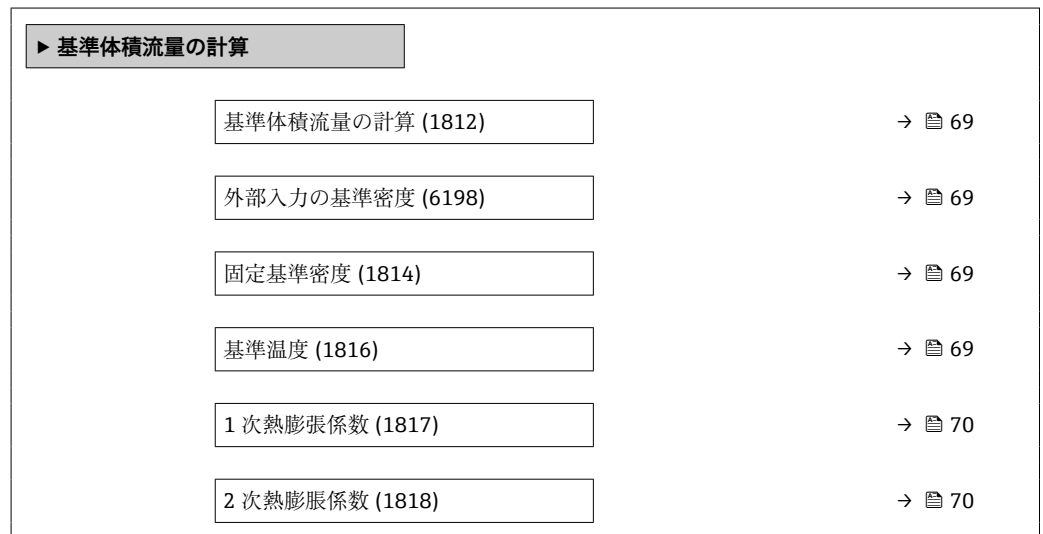 ▶ 基準体積流量の計算
基準体積流量の計算 (1812) → 69
外部入力の基準密度 (6198) → 69
固定基準密度 (1814) → 69
基準温度 (1816) → 69
1 次熱膨張係数 (1817) → 70
2 次熱膨脹係数 (1818) → 70